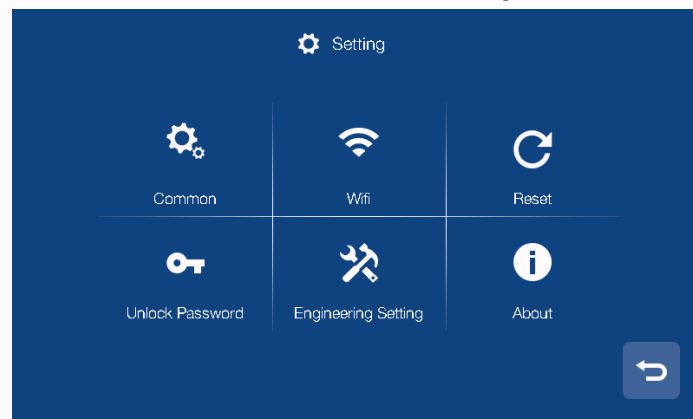 Setting
Common
Wifi
Reset
Unlock Password
Engineering Setting
About